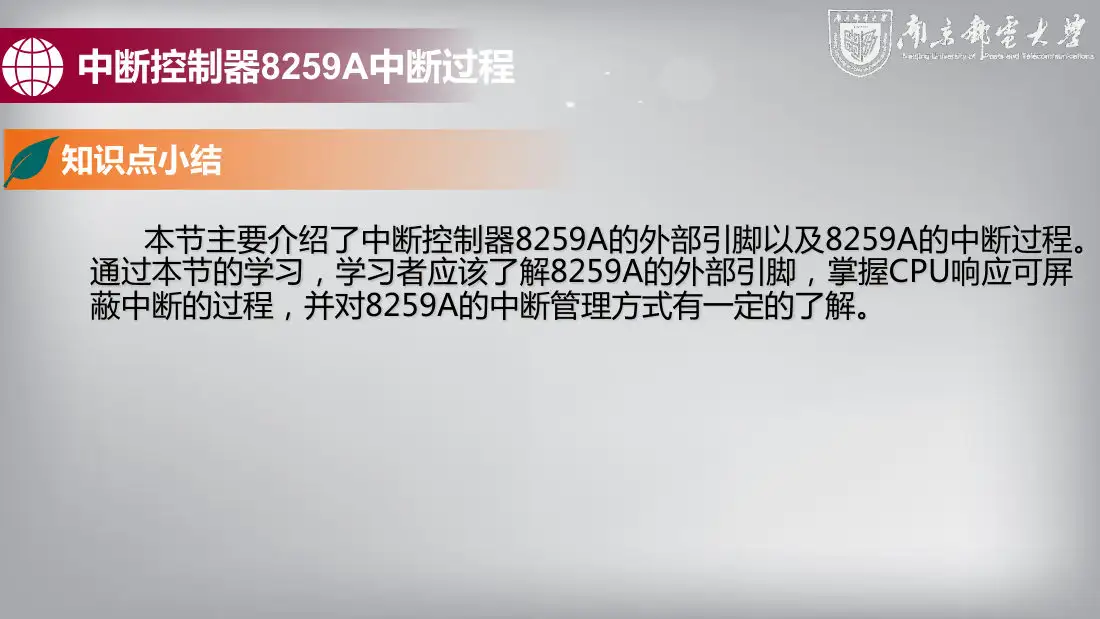 中断控制器8259A中断过程
南京邮电大学
Nanjing University of Posts and Telecommunications
知识点小结
本节主要介绍了中断控制器8259A的外部引脚以及8259A的中断过程。
通过本节的学习，学习者应该了解8259A的外部引脚，掌握CPU响应可屏
蔽中断的过程，并对8259A的中断管理方式有一定的了解。